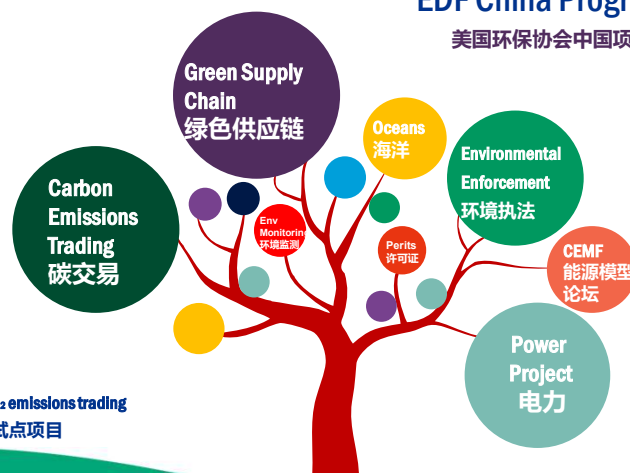 EDF China Progr
美国环保协会中国项
Green Supply
Chain
绿色供应链
Oceans
海洋
Environmental
Enforcement
环境执法
Carbon
Emissions
Trading
碳交易
Env
Monitoring
环境监测
Perits
许可证
CEMF
能源模型
论坛
Power
Project
电力
₂ emissions trading
试点项目